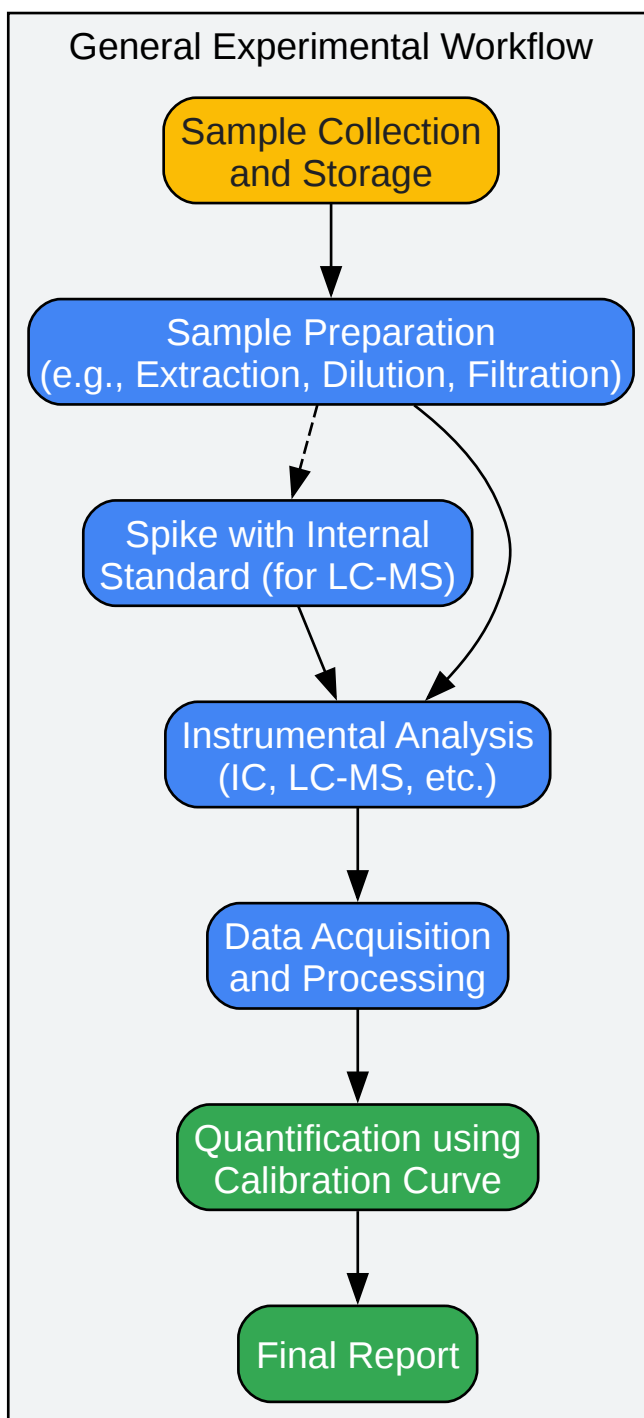 General Experimental Workflow
Sample Collection
and Storage
Sample Preparation
(e.g., Extraction, Dilution, Filtration)
Spike with Internal
Standard (for LC-MS)
Instrumental Analysis
(IC, LC-MS, etc.)
Data Acquisition
and Processing
Quantification using
Calibration Curve
Final Report